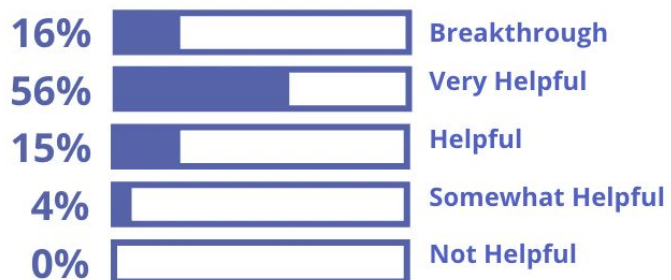 16% Breakthrough
56% Very Helpful
15% Helpful
4% Somewhat Helpful
0% Not Helpful